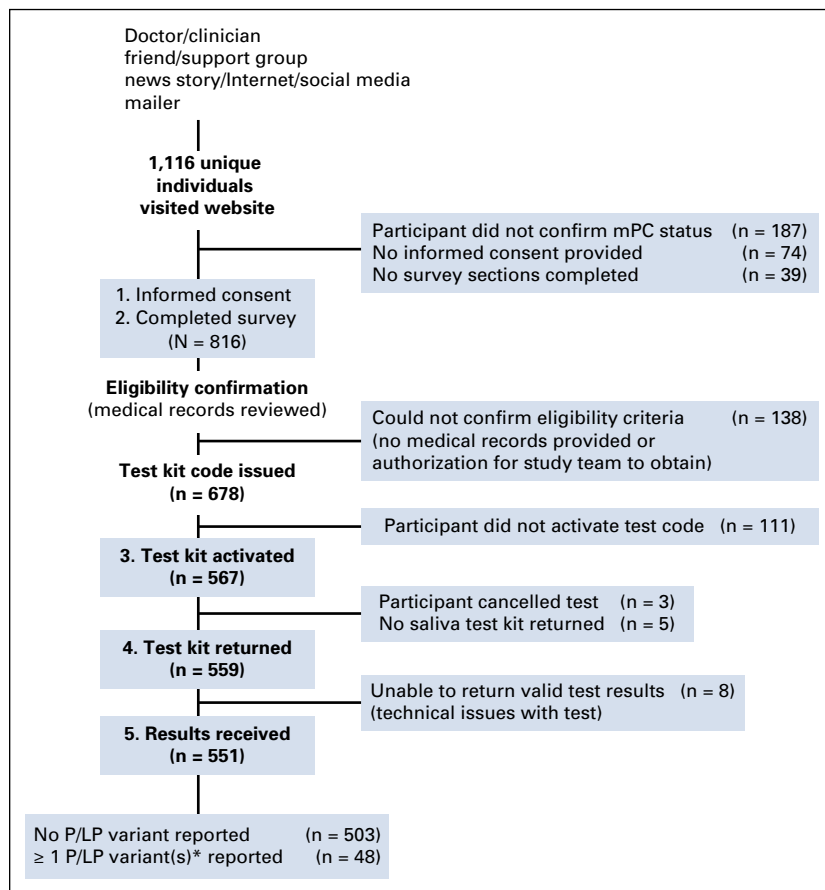 Doctor/clinician
friend/support group
news story/Internet/social media
mailer
1,116 unique
individuals
visited website
Participant did not confirm mPC status (n = 187)
No informed consent provided (n = 74)
No survey sections completed (n = 39)
1. Informed consent
2. Completed survey
(N = 816)
Eligibility confirmation
(medical records reviewed)
Could not confirm eligibility criteria (n = 138)
(no medical records provided or
authorization for study team to obtain)
Test kit code issued
(n = 678)
Participant did not activate test code (n = 111)
3. Test kit activated
(n = 567)
Participant cancelled test (n = 3)
No saliva test kit returned (n = 5)
4. Test kit returned
(n = 559)
Unable to return valid test results (n = 8)
(technical issues with test)
5. Results received
(n = 551)
No P/LP variant reported (n = 503)
≥ 1 P/LP variant(s)* reported (n = 48)